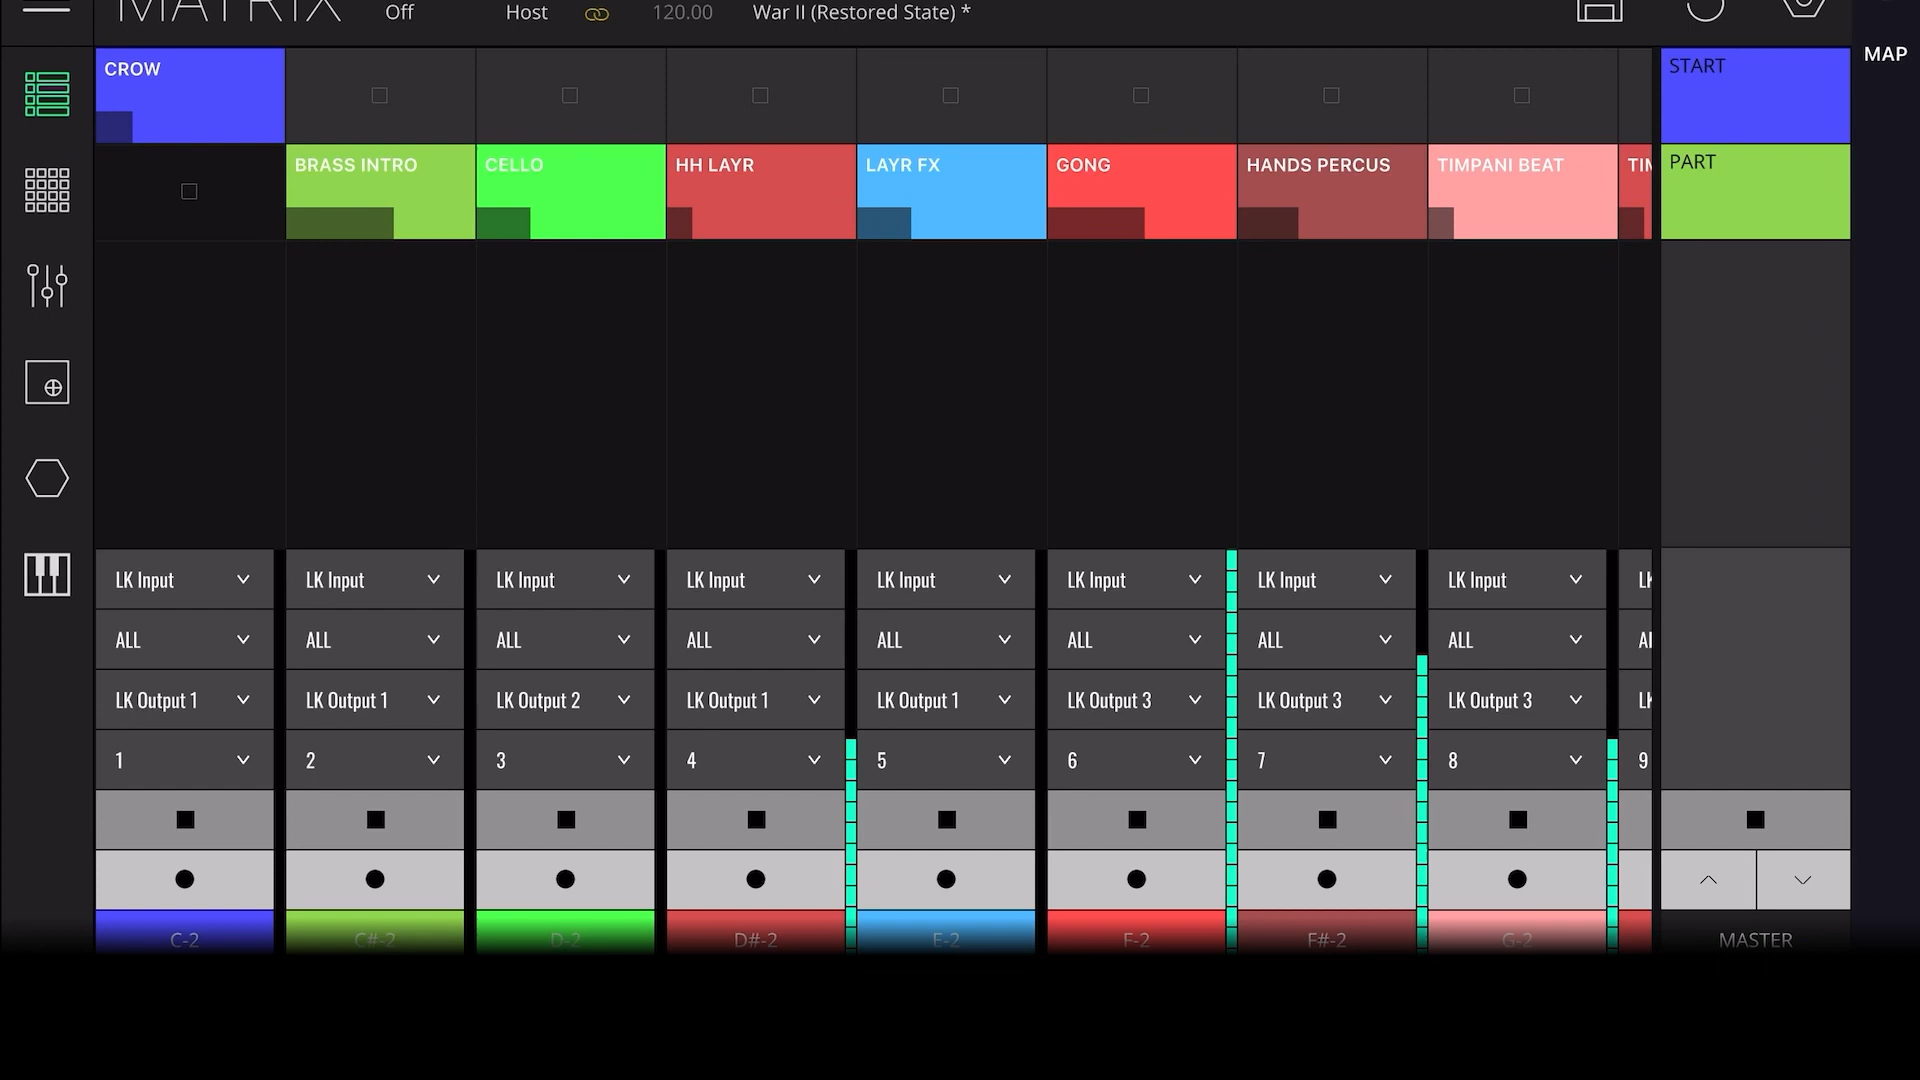 MATRIX Off Host 120.00 War II (Restored State) *
MAP
CROW START
BRASS INTRO CELLO HH LAYR LAYR FX GONG HANDS PERCUS TIMPANI BEAT TIM PART
LK Input LK Input LK Input LK Input LK Input LK Input LK Input LK Input LK
ALL ALL ALL ALL ALL ALL ALL ALL Al
LK Output 1 LK Output 1 LK Output 2 LK Output 1 LK Output 1 LK Output 3 LK Output 3 LK Output 3 LK
1 2 3 4 5 6 7 8 9
C-2 C#-2 D-2 D#-2 E-2 F-2 F#-2 G-2 MASTER